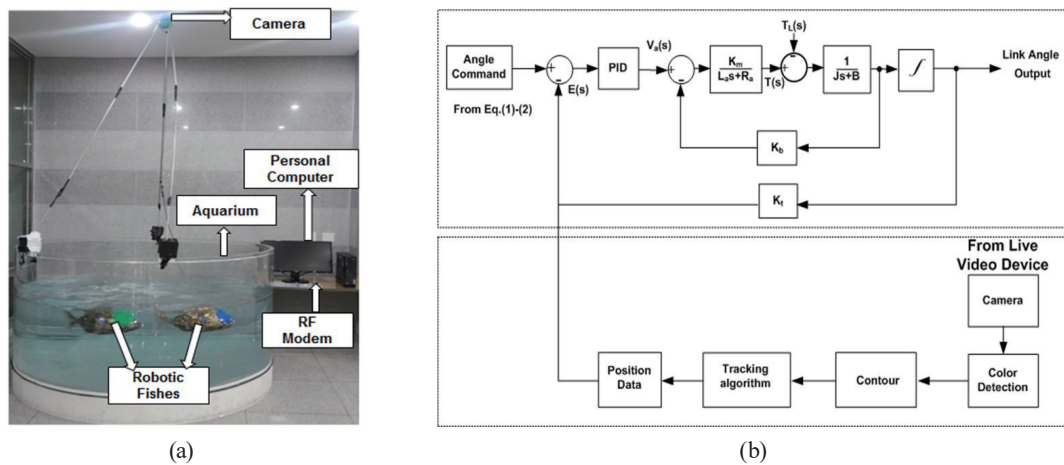 Camera
Personal
Computer
Aquarium
RF
Modem
Robotic
Fishes
(a)
Angle
Command
From Eq.(1)-(2)
+
-
E(s)
PID
Va(s)
+
-
Km
Las+Ra
T(s)
TL(s)
-
+
1
Js+B
∫
Link Angle
Output
Kb
Kt
From Live
Video Device
Camera
Color
Detection
Contour
Tracking
algorithm
Position
Data
(b)